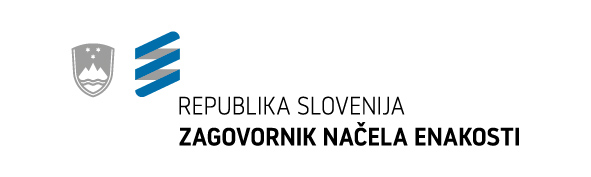 REPUBLIKA SLOVENIJA
ZAGOVORNIK NAČELA ENAKOSTI